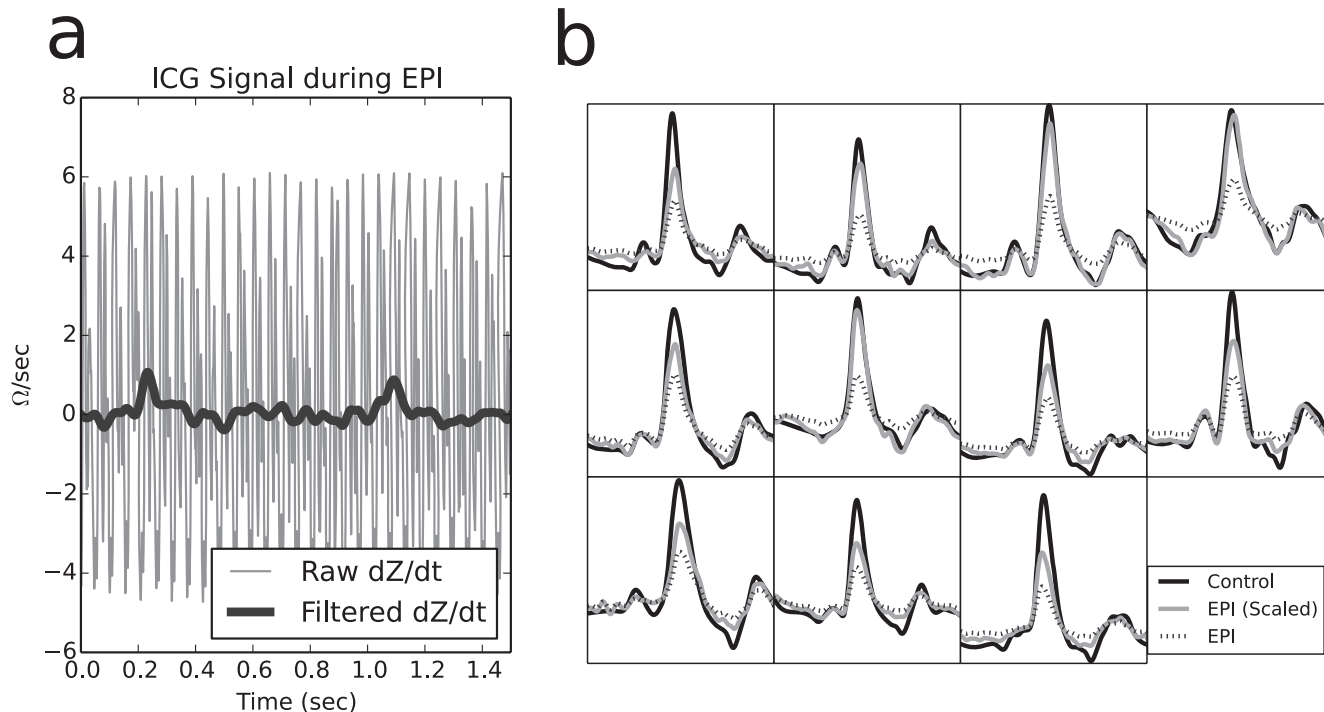 a
b
ICG Signal during EPI
8
6
4
2
0
−2
−4
−6
Ω/sec
Raw dZ/dt
Filtered dZ/dt
0.0 0.2 0.4 0.6 0.8 1.0 1.2 1.4
Time (sec)
Control
EPI (Scaled)
EPI